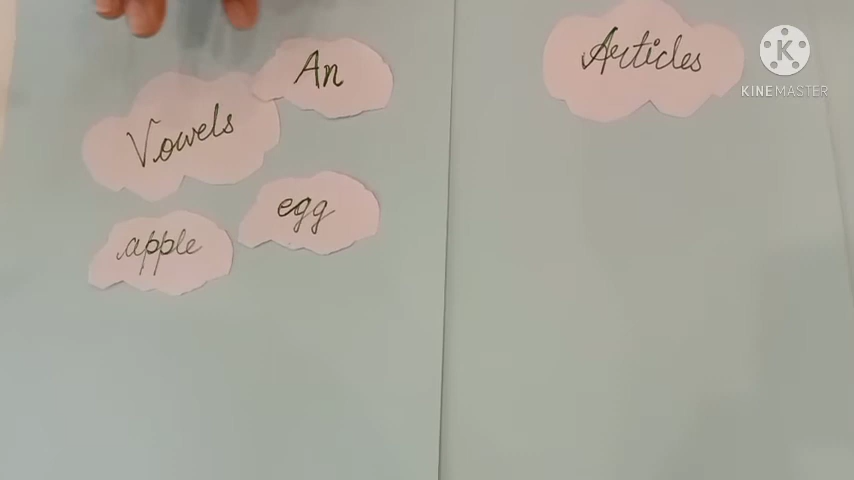 An
Articles
Vowels
egg
apple
K
KINEMASTER